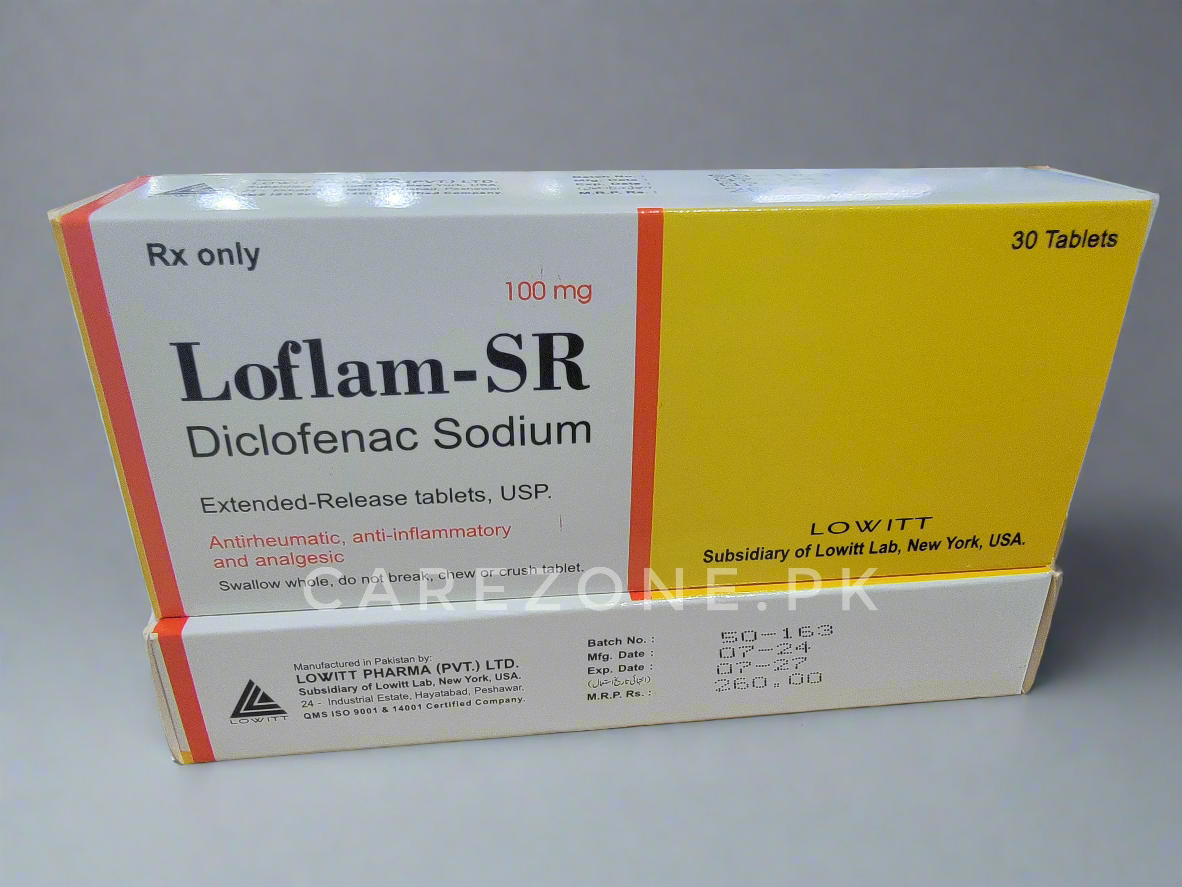 Rx only
30 Tablets
100 mg
Loflam-SR
Diclofenac Sodium
Extended-Release tablets, USP.
Antirheumatic, anti-inflammatory
and analgesic
Swallow whole, do not break, chew or crush tablet.
LOWITT
Subsidiary of Lowitt Lab, New York, USA.
CAREZONE.PK
LOWITT
Manufactured in Pakistan by:
LOWITT PHARMA (PVT.) LTD.
Subsidiary of Lowitt Lab, New York, USA.
24 - Industrial Estate, Hayatabad, Peshawar.
QMS ISO 9001 & 14001 Certified Company.
Batch No. : 50-163
Mfg. Date : 07-24
Exp. Date : 07-27
M.R.P. Rs. : 260.00